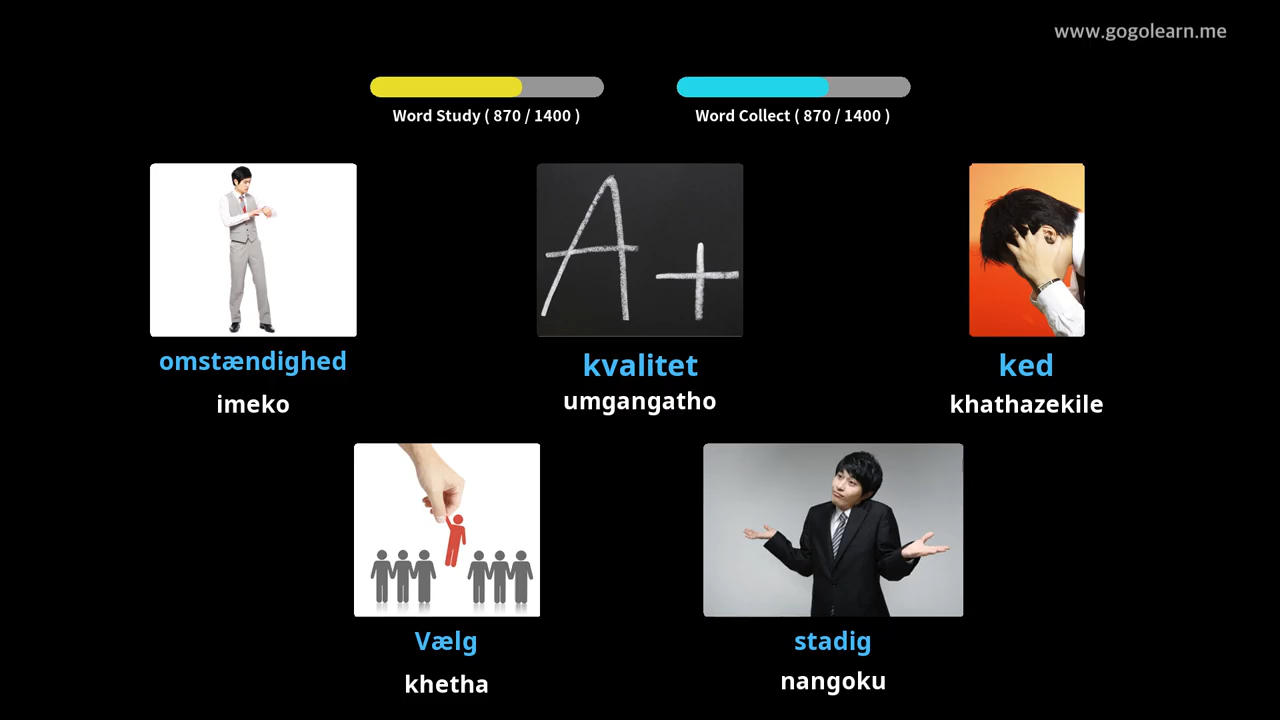 www.gogolearn.me
Word Study ( 870 / 1400 )
Word Collect ( 870 / 1400 )
A+
omstændighed
imeko
kvalitet
umgangatho
ked
khathazekile
Vælg
khetha
stadig
nangoku